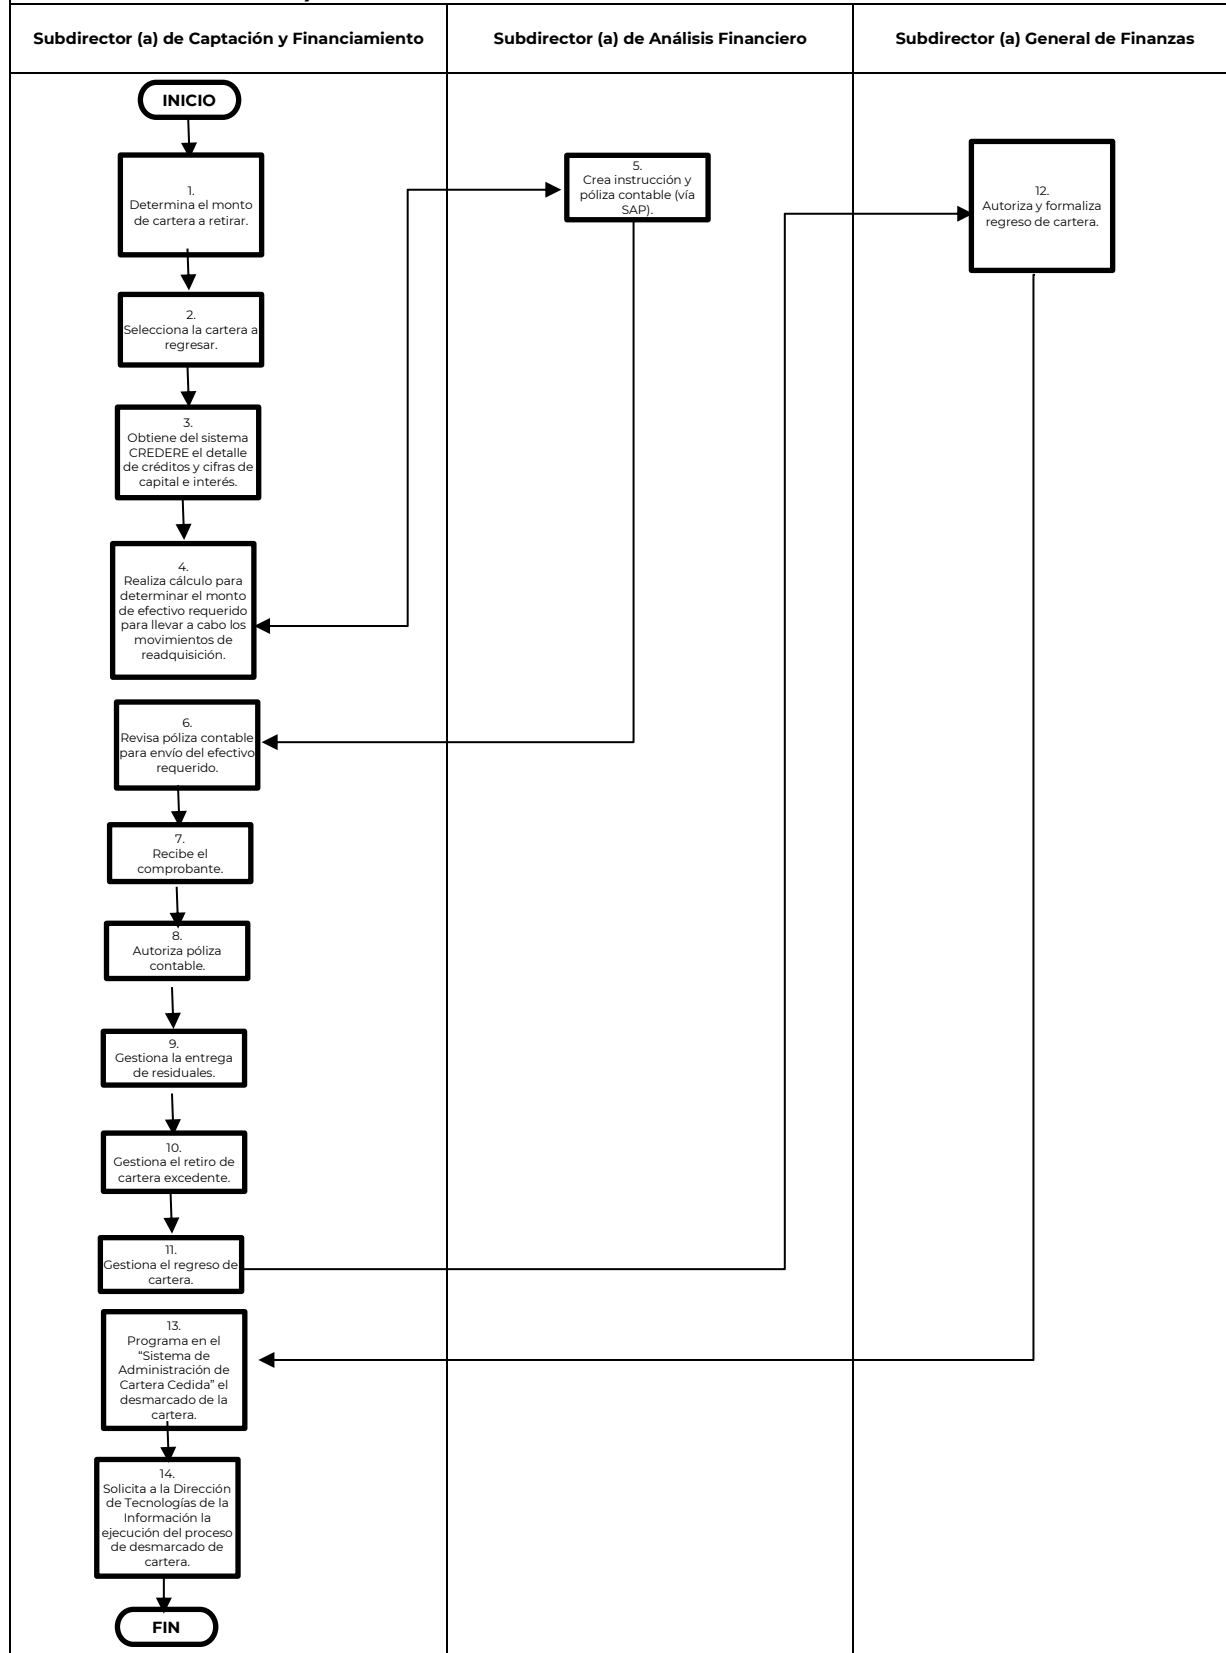 Subdirector (a) de Captación y Financiamiento
Subdirector (a) de Análisis Financiero
Subdirector (a) General de Finanzas
INICIO
1.
Determina el monto
de cartera a retirar.
2.
Selecciona la cartera a
regresar.
3.
Obtiene del sistema
CREDERE el detalle
de créditos y cifras de
capital e interés.
4.
Realiza cálculo para
determinar el monto
de efectivo requerido
para llevar a cabo los
movimientos de
readquisición.
5.
Crea instrucción y
póliza contable (vía
SAP).
6.
Revisa póliza contable
para envío del efectivo
requerido.
7.
Recibe el
comprobante.
8.
Autoriza póliza
contable.
9.
Gestiona la entrega
de residuales.
10.
Gestiona el retiro de
cartera excedente.
11.
Gestiona el regreso de
cartera.
12.
Autoriza y formaliza
regreso de cartera.
13.
Programa en el
“Sistema de
Administración de
Cartera Cedida” el
desmarcado de la
cartera.
14.
Solicita a la Dirección
de Tecnologías de la
Información la
ejecución del proceso
de desmarcado de
cartera.
FIN